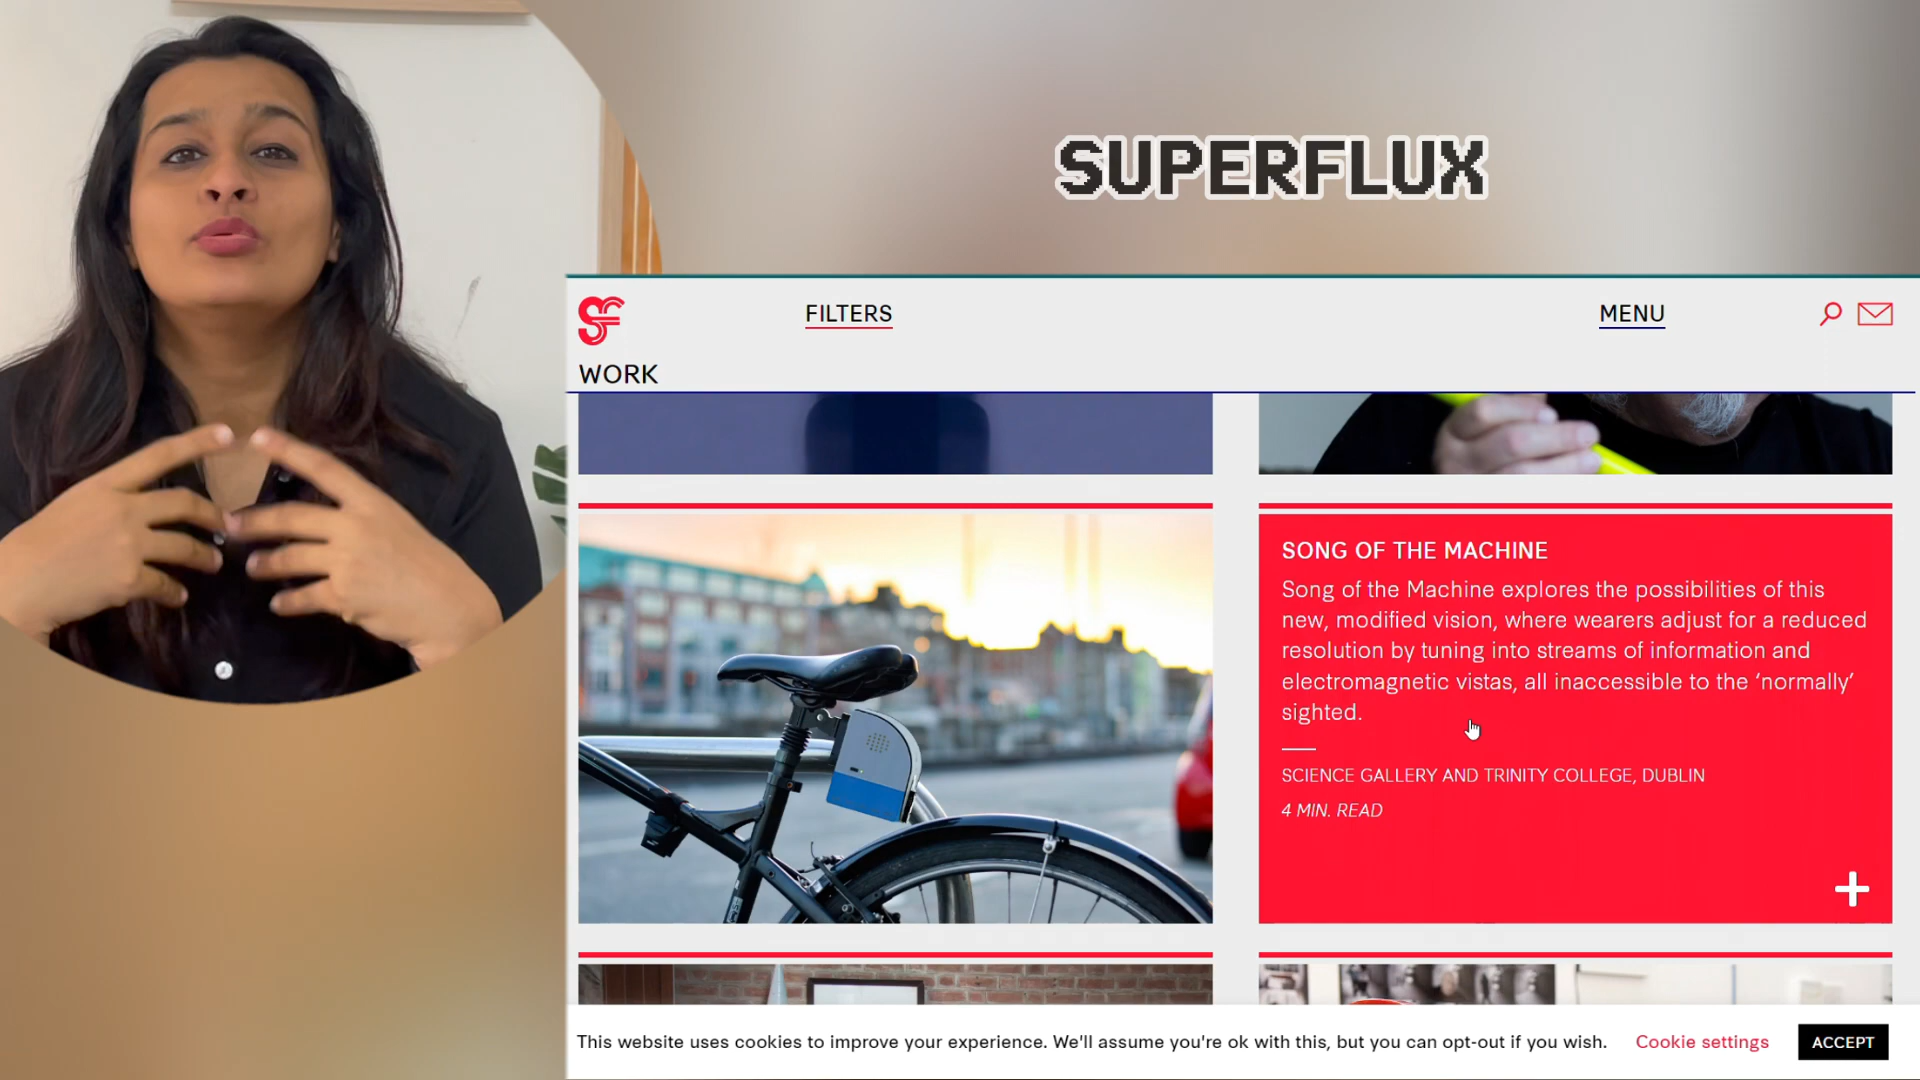 SUPERFLUX
SF
FILTERS
MENU
WORK
SONG OF THE MACHINE
Song of the Machine explores the possibilities of this
new, modified vision, where wearers adjust for a reduced
resolution by tuning into streams of information and
electromagnetic vistas, all inaccessible to the ‘normally’
sighted.
SCIENCE GALLERY AND TRINITY COLLEGE, DUBLIN
4 MIN. READ
This website uses cookies to improve your experience. We'll assume you're ok with this, but you can opt-out if you wish.
Cookie settings
ACCEPT